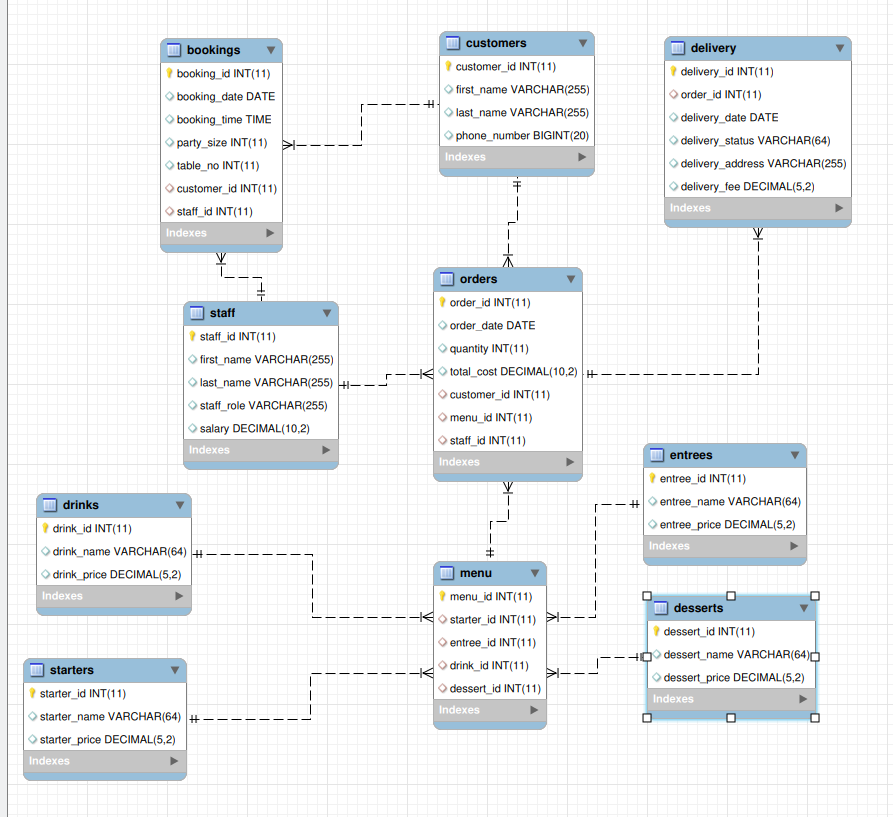 bookings
booking_id INT(11)
booking_date DATE
booking_time TIME
party_size INT(11)
table_no INT(11)
customer_id INT(11)
staff_id INT(11)
Indexes
customers
customer_id INT(11)
first_name VARCHAR(255)
last_name VARCHAR(255)
phone_number BIGINT(20)
Indexes
delivery
delivery_id INT(11)
order_id INT(11)
delivery_date DATE
delivery_status VARCHAR(64)
delivery_address VARCHAR(255)
delivery_fee DECIMAL(5,2)
Indexes
staff
staff_id INT(11)
first_name VARCHAR(255)
last_name VARCHAR(255)
staff_role VARCHAR(255)
salary DECIMAL(10,2)
Indexes
orders
order_id INT(11)
order_date DATE
quantity INT(11)
total_cost DECIMAL(10,2)
customer_id INT(11)
menu_id INT(11)
staff_id INT(11)
Indexes
entrees
entree_id INT(11)
entree_name VARCHAR(64)
entree_price DECIMAL(5,2)
Indexes
drinks
drink_id INT(11)
drink_name VARCHAR(64)
drink_price DECIMAL(5,2)
Indexes
menu
menu_id INT(11)
starter_id INT(11)
entree_id INT(11)
drink_id INT(11)
dessert_id INT(11)
Indexes
desserts
dessert_id INT(11)
dessert_name VARCHAR(64)
dessert_price DECIMAL(5,2)
Indexes
starters
starter_id INT(11)
starter_name VARCHAR(64)
starter_price DECIMAL(5,2)
Indexes